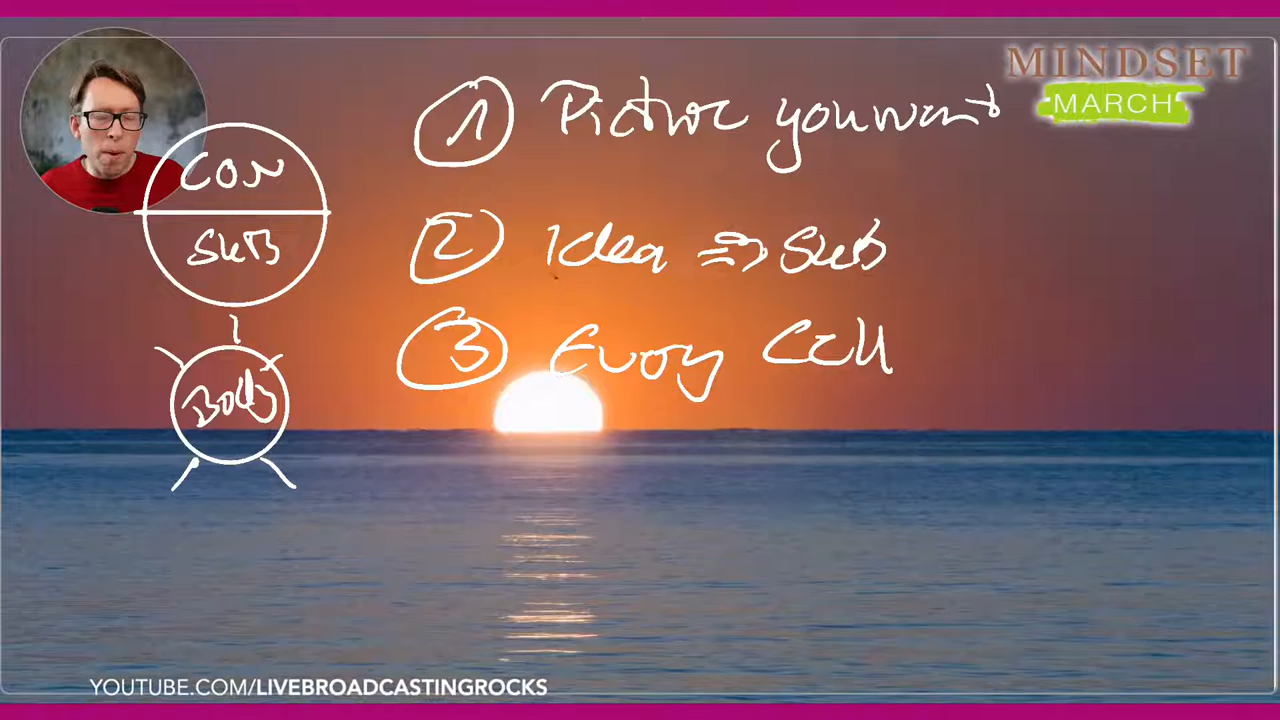 MINDSET
MARCH
CON
SUB
Body
1 Picture you want
2 Idea => Sub
3 Every Cell
YOUTUBE.COM/LIVEBROADCASTINGROCKS